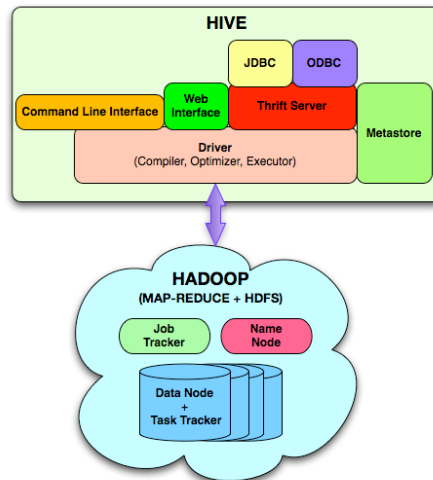 HIVE
JDBC
ODBC
Command Line Interface
Web
Interface
Thrift Server
Metastore
Driver
(Compiler, Optimizer, Executor)
HADOOP
(MAP-REDUCE + HDFS)
Job
Tracker
Name
Node
Data Node
+
Task Tracker